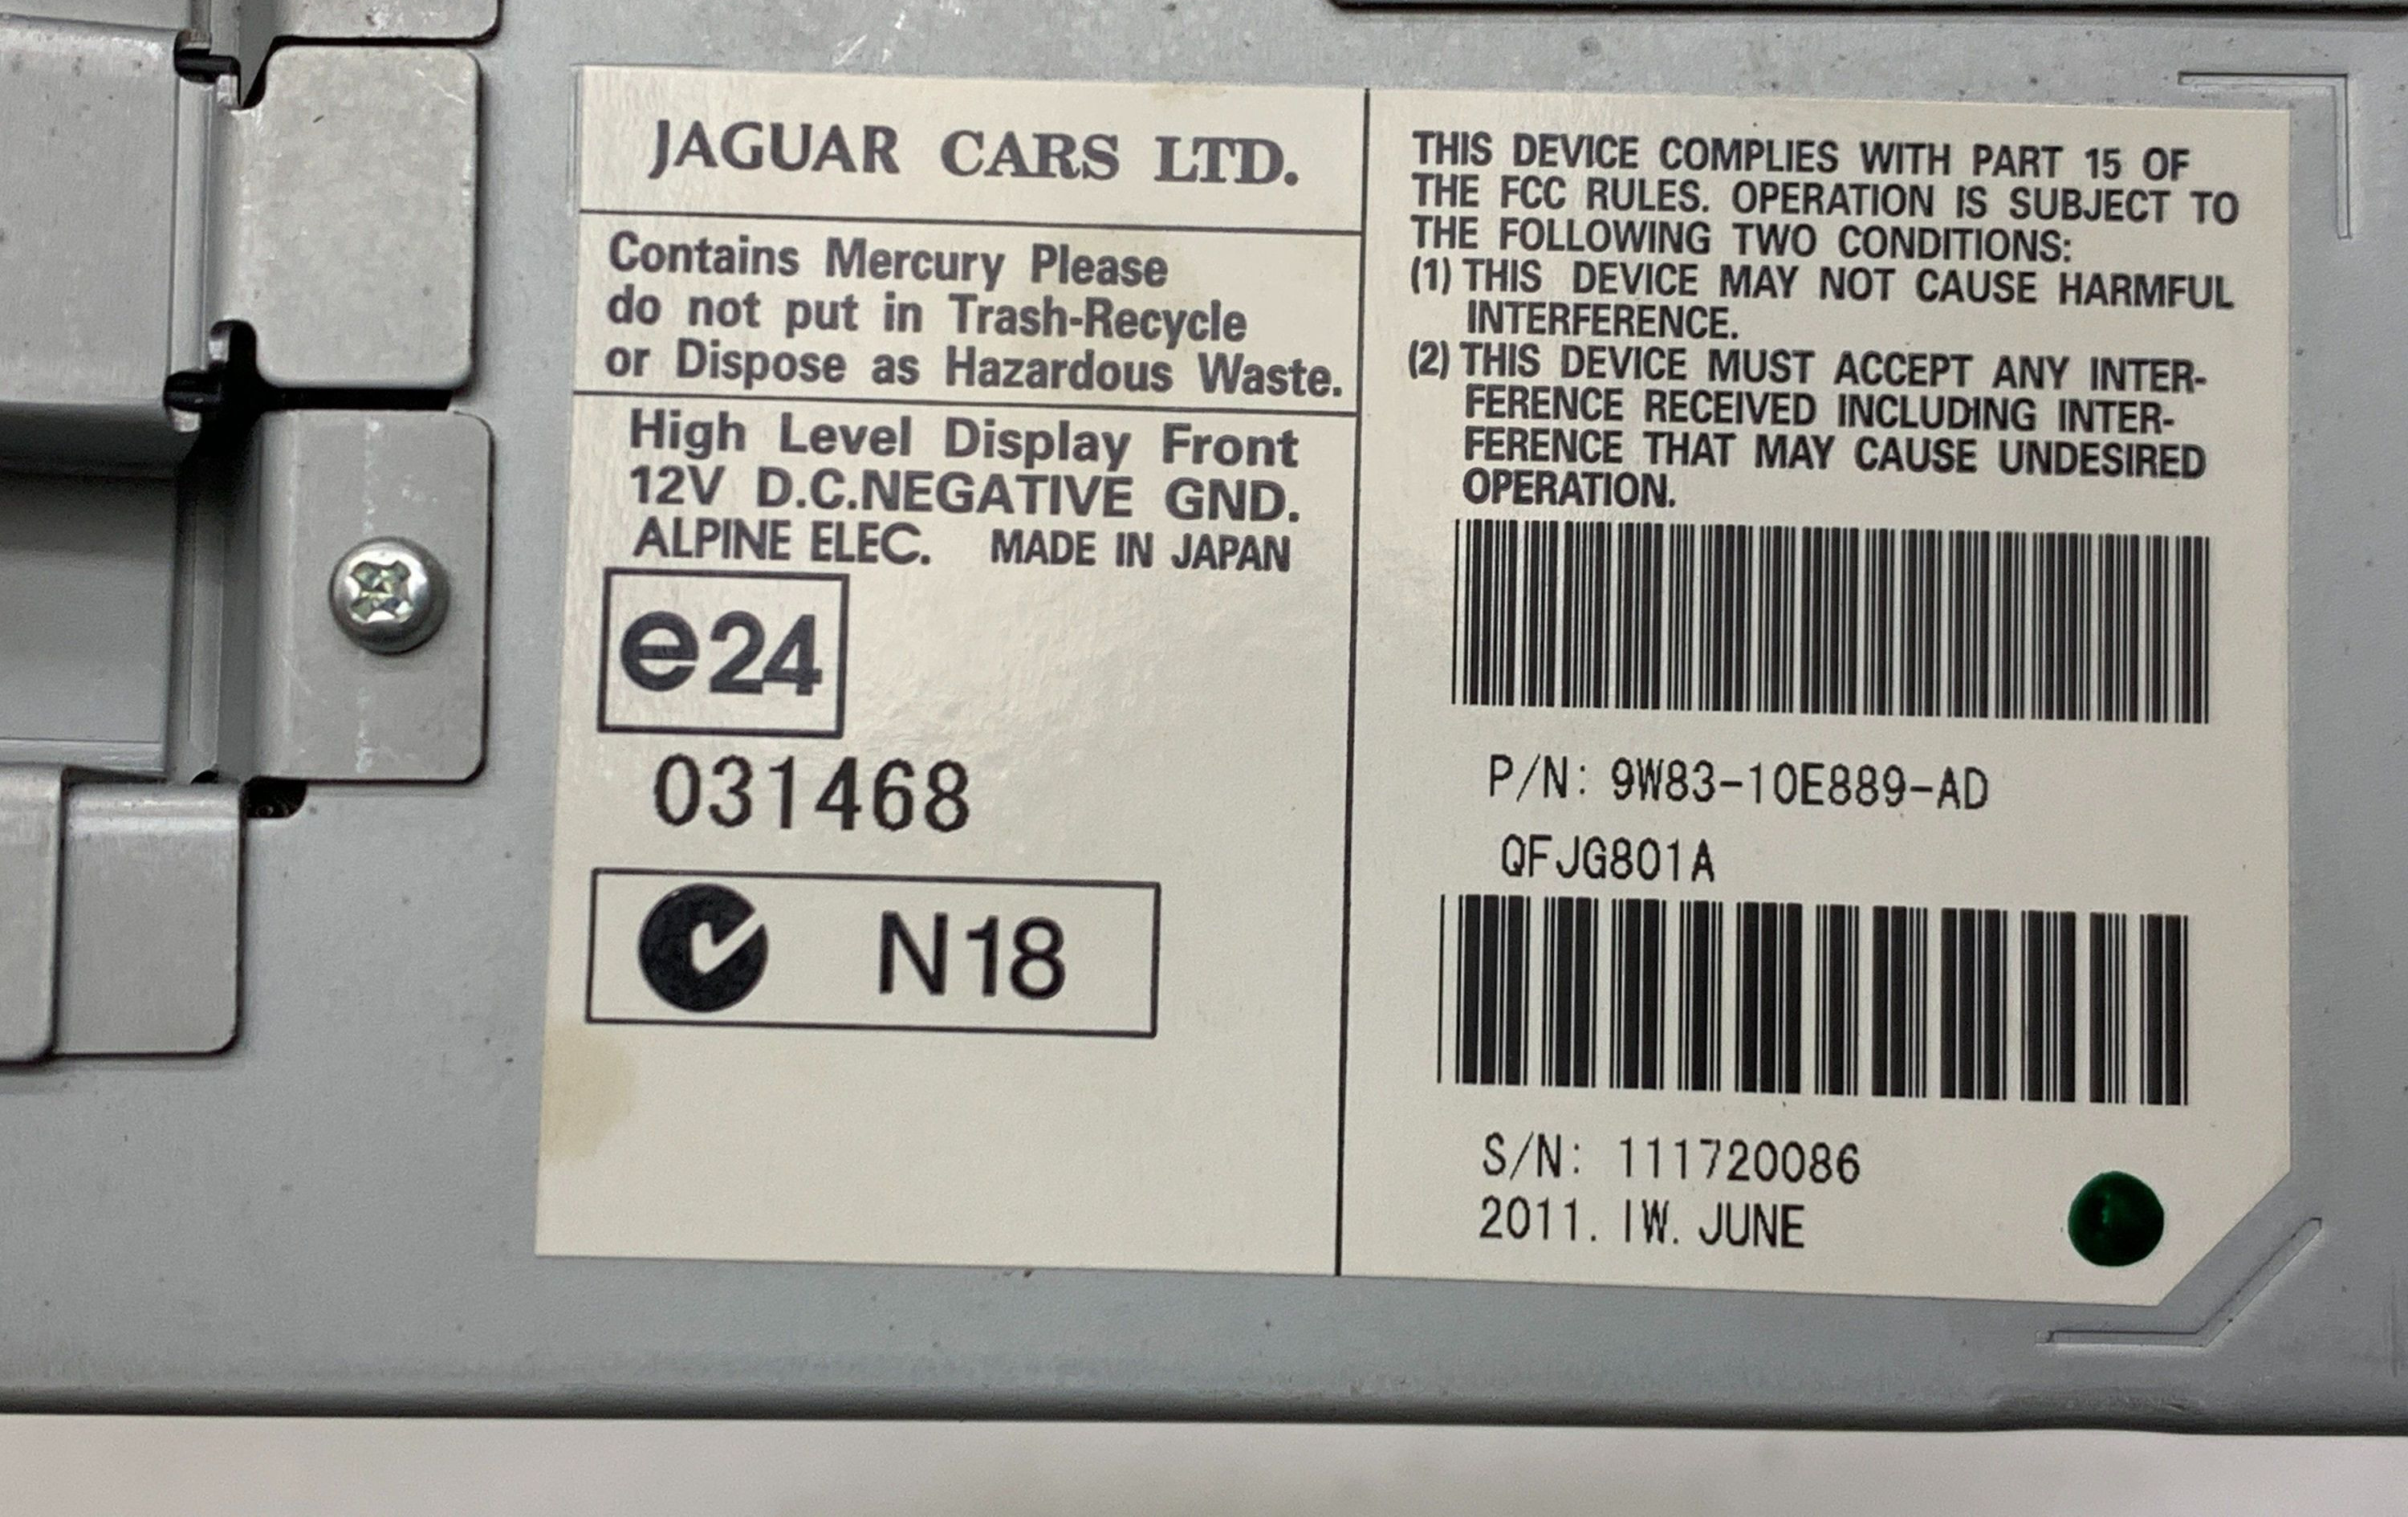 JAGUAR CARS LTD.
Contains Mercury Please
do not put in Trash-Recycle
or Dispose as Hazardous Waste.
High Level Display Front
12V D.C.NEGATIVE GND.
ALPINE ELEC. MADE IN JAPAN
e24
031468
N18
THIS DEVICE COMPLIES WITH PART 15 OF
THE FCC RULES. OPERATION IS SUBJECT TO
THE FOLLOWING TWO CONDITIONS:
(1) THIS DEVICE MAY NOT CAUSE HARMFUL
INTERFERENCE.
(2) THIS DEVICE MUST ACCEPT ANY INTER-
FERENCE RECEIVED INCLUDING INTER-
FERENCE THAT MAY CAUSE UNDESIRED
OPERATION.
P/N: 9W83-10E889-AD
QFJG801A
S/N: 111720086
2011. IW. JUNE